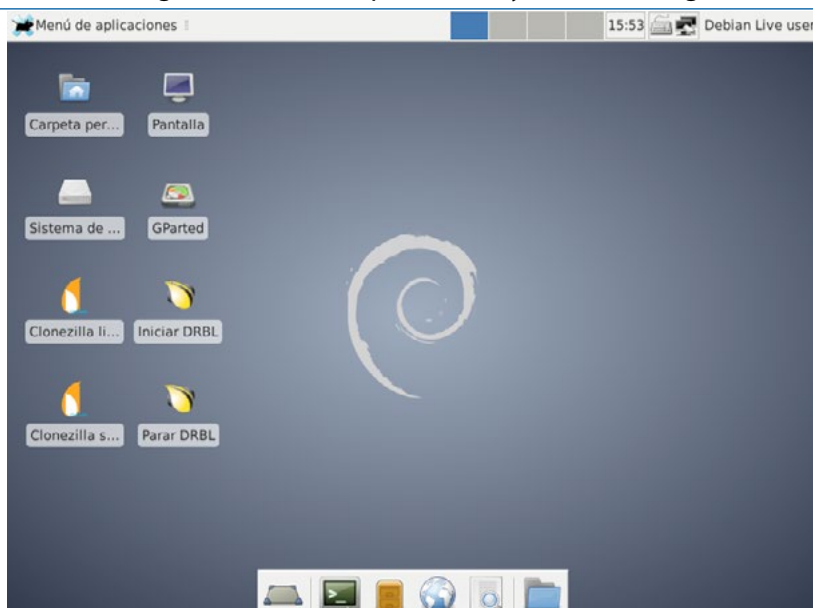 Menú de aplicaciones
15:53
Debian Live user
Carpeta per...
Pantalla
Sistema de ...
GParted
Clonezilla li...
Iniciar DRBL
Clonezilla s...
Parar DRBL